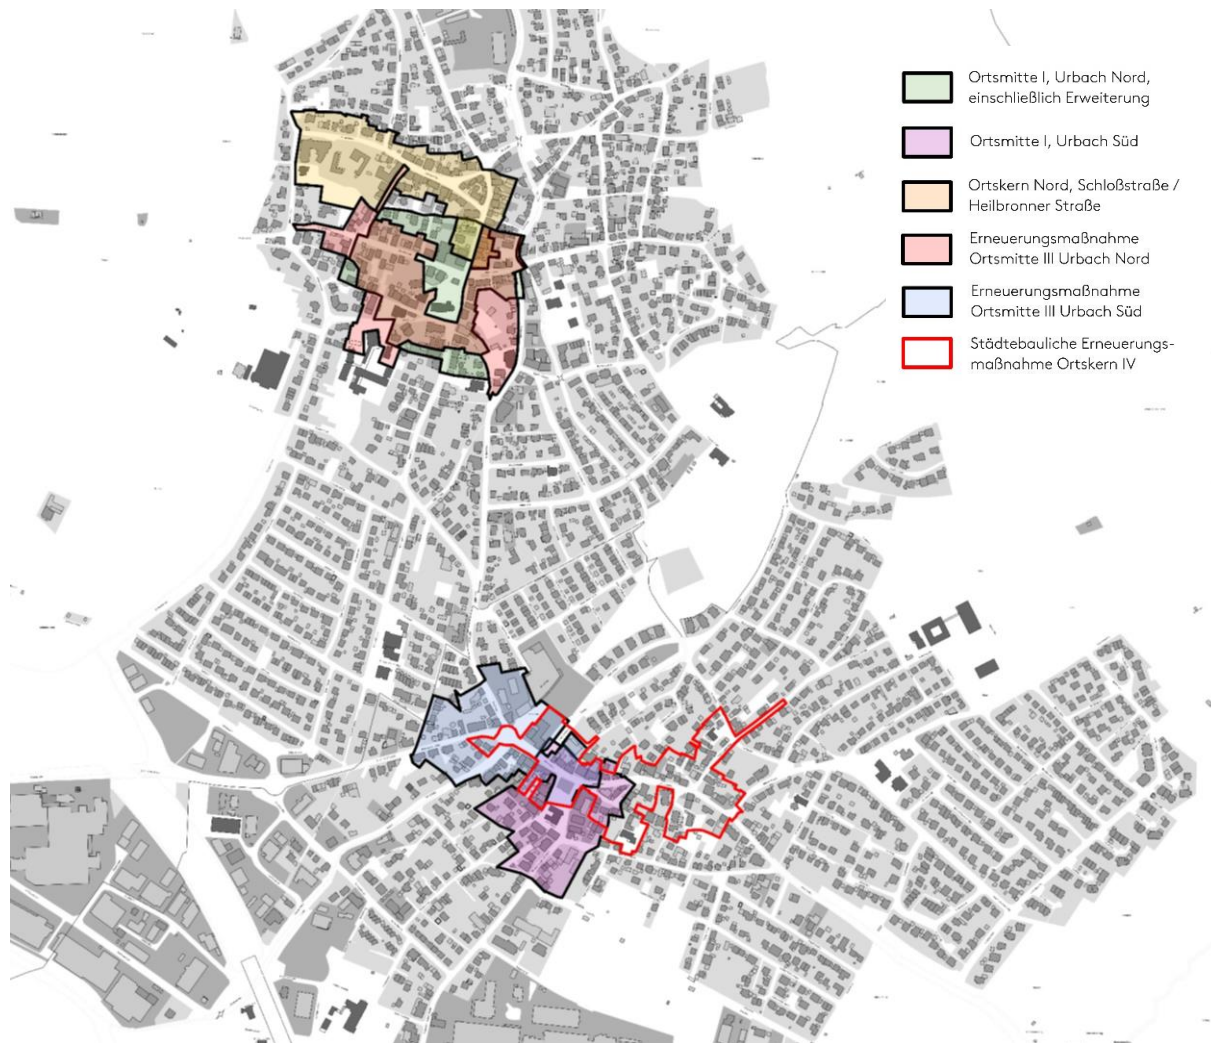 Ortsmitte I, Urbach Nord,
einschließlich Erweiterung
Ortsmitte I, Urbach Süd
Ortskern Nord, Schloßstraße /
Heilbronner Straße
Erneuerungsmaßnahme
Ortsmitte III Urbach Nord
Erneuerungsmaßnahme
Ortsmitte III Urbach Süd
Städtebauliche Erneuerungs-
maßnahme Ortskern IV